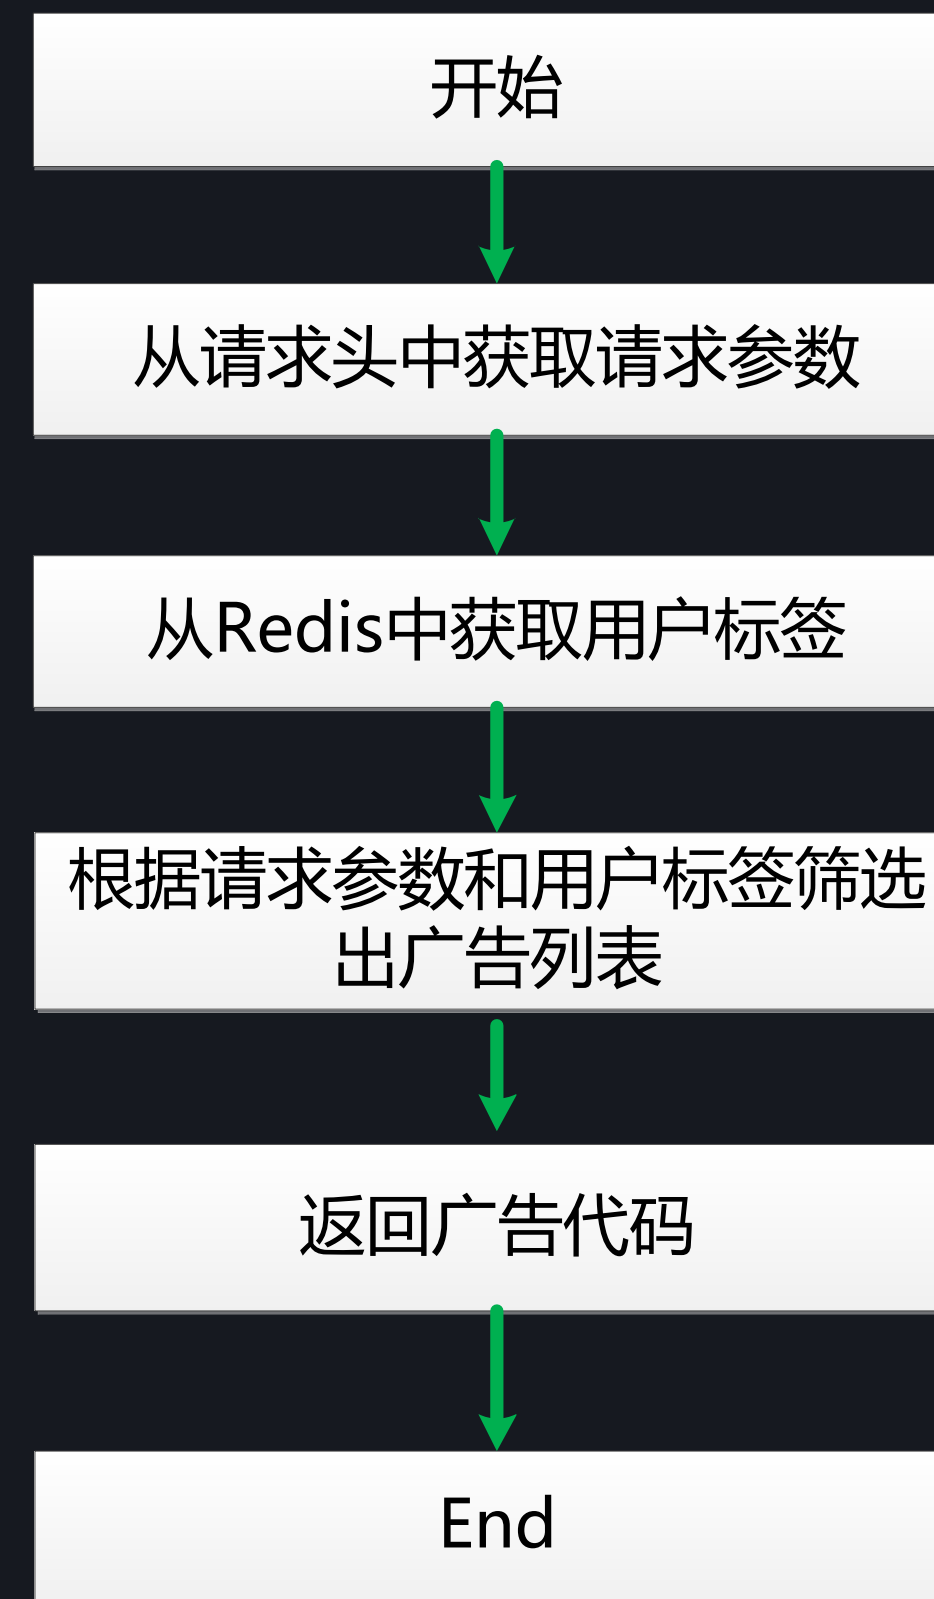 开始
从请求头中获取请求参数
从Redis中获取用户标签
根据请求参数和用户标签筛选
出广告列表
返回广告代码
End